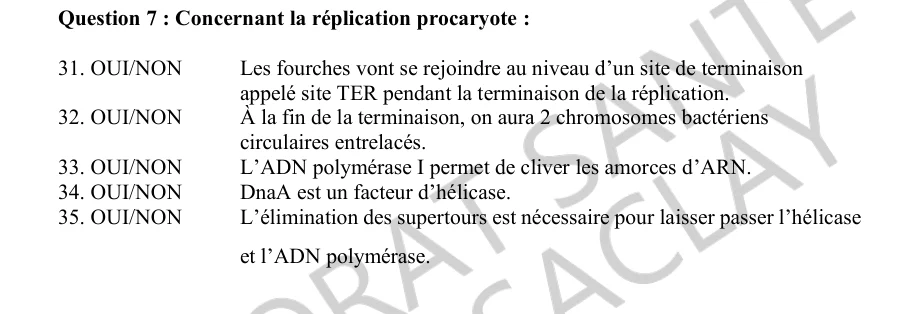 Question 7 : Concernant la réplication procaryote :
31. OUI/NON Les fourches vont se rejoindre au niveau d’un site de terminaison
appelé site TER pendant la terminaison de la réplication.
32. OUI/NON À la fin de la terminaison, on aura 2 chromosomes bactériens
circulaires entrelacés.
33. OUI/NON L’ADN polymérase I permet de cliver les amorces d’ARN.
34. OUI/NON DnaA est un facteur d’hélicase.
35. OUI/NON L’élimination des supertours est nécessaire pour laisser passer l’hélicase
et l’ADN polymérase.
ORAT SANTE
SACLAY